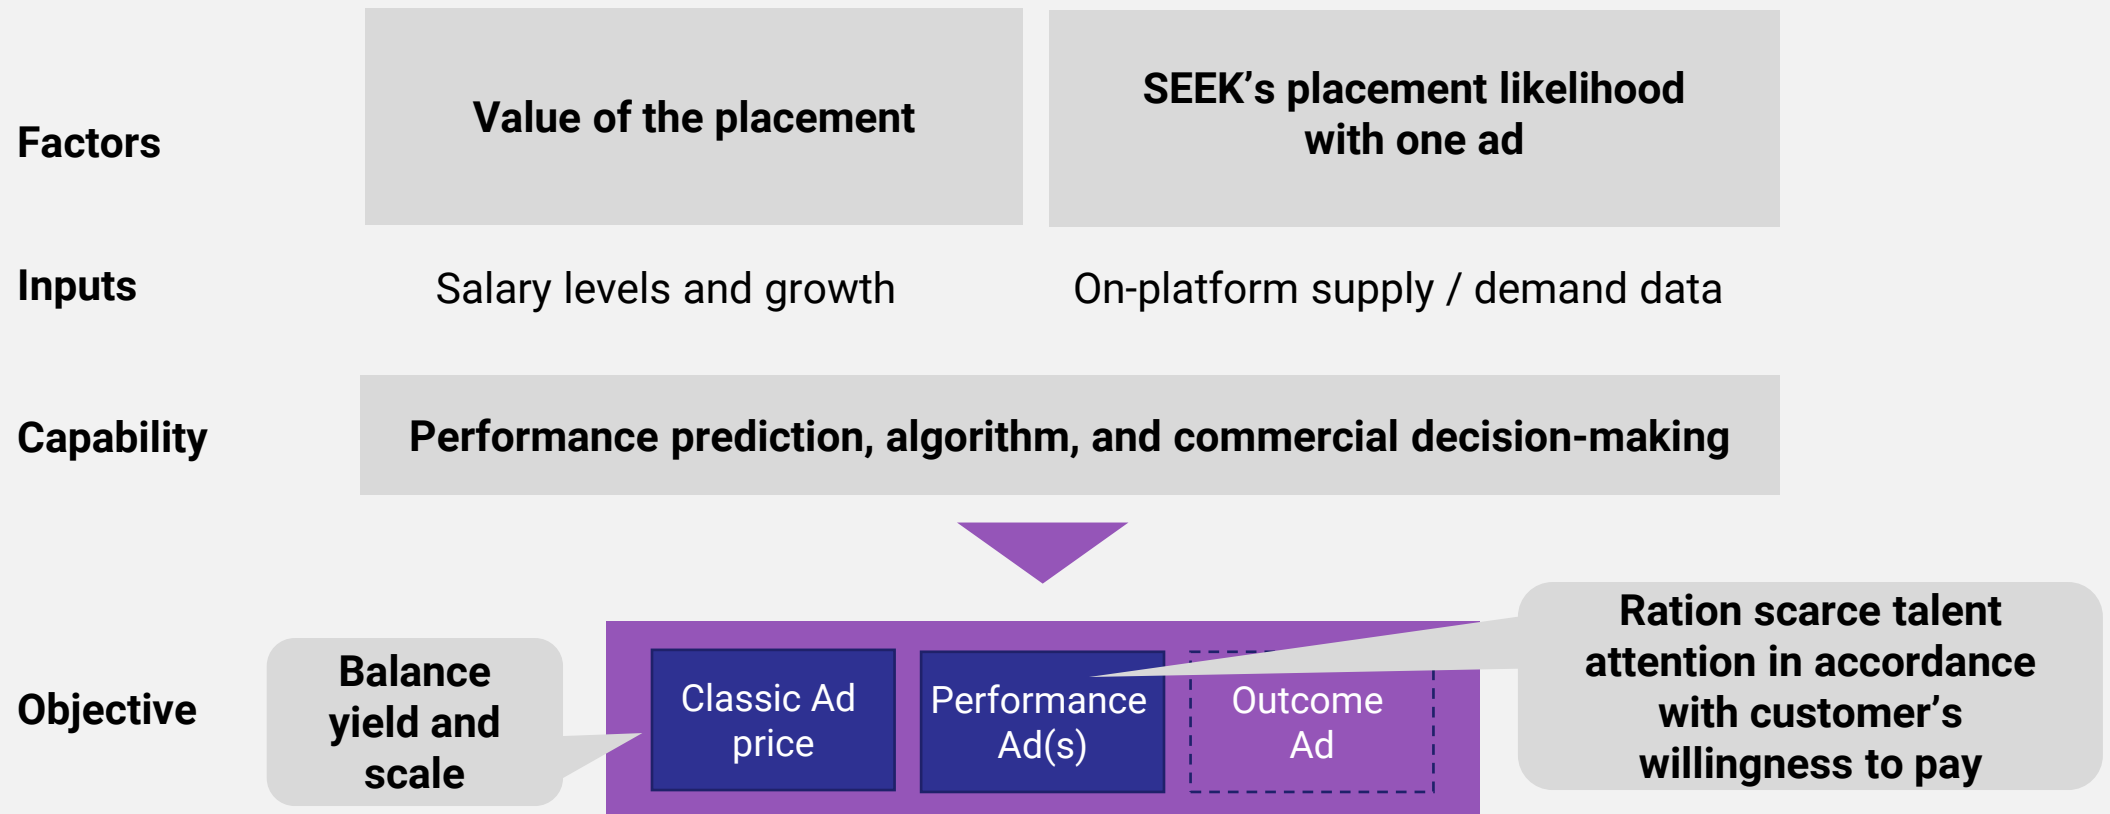 Factors
Value of the placement
SEEK’s placement likelihood
with one ad
Inputs
Salary levels and growth
On-platform supply / demand data
Capability
Performance prediction, algorithm, and commercial decision-making
Objective
Balance
yield and
scale
Classic Ad
price
Performance
Ad(s)
Outcome
Ad
Ration scarce talent
attention in accordance
with customer’s
willingness to pay